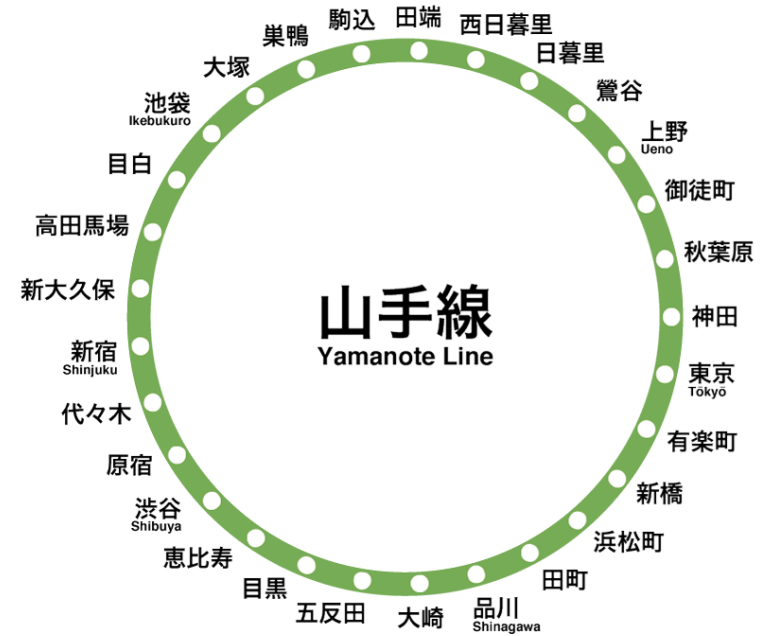 田端
西日暮里
日暮里
鶯谷
上野
Ueno
御徒町
秋葉原
神田
東京
Tōkyō
有楽町
新橋
浜松町
田町
品川
Shinagawa
大崎
五反田
目黒
恵比寿
渋谷
Shibuya
原宿
代々木
新宿
Shinjuku
新大久保
高田馬場
目白
池袋
Ikebukuro
大塚
巣鴨
駒込
山手線
Yamanote Line